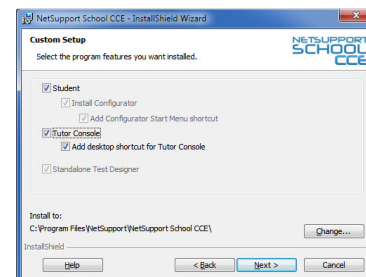 NetSupport School CCE - InstallShield Wizard
Custom Setup
Select the program features you want installed.
NETSUPPORT
SCHOOL
CCE
Student
Install Configurator
Add Configurator Start Menu shortcut
Tutor Console
Add desktop shortcut for Tutor Console
Standalone Test Designer
Install to:
C:\Program Files\NetSupport\NetSupport School CCE\
Change...
InstallShield
Help
< Back
Next >
Cancel